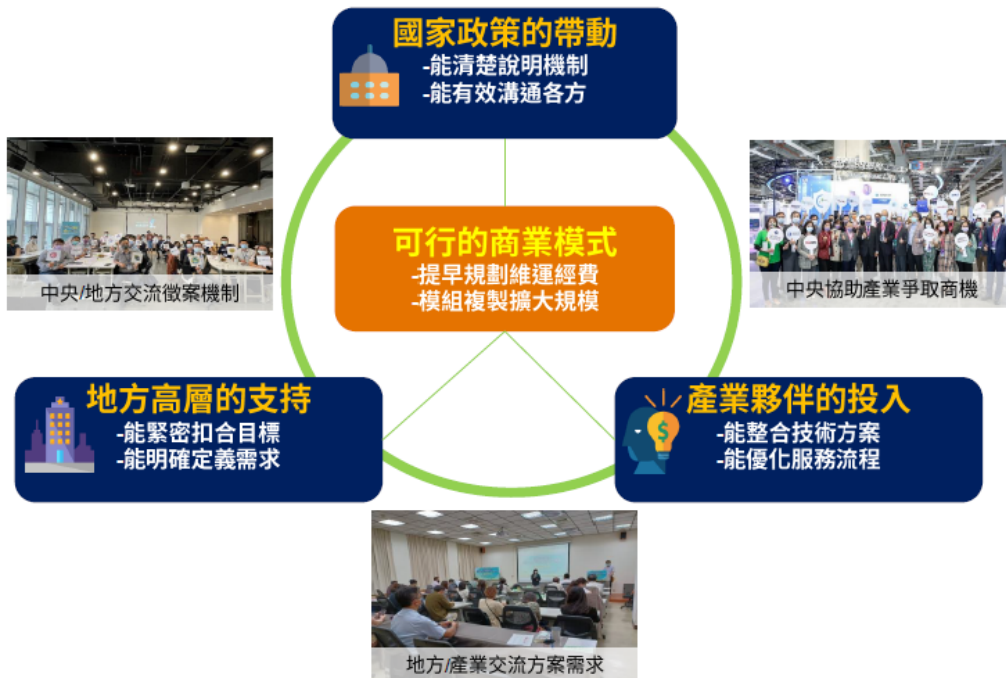 國家政策的帶動
-能清楚說明機制
-能有效溝通各方
中央/地方交流徵案機制
可行的商業模式
-提早規劃維運經費
-模組複製擴大規模
中央協助產業爭取商機
地方高層的支持
-能緊密扣合目標
-能明確定義需求
產業夥伴的投入
-能整合技術方案
-能優化服務流程
地方/產業交流方案需求